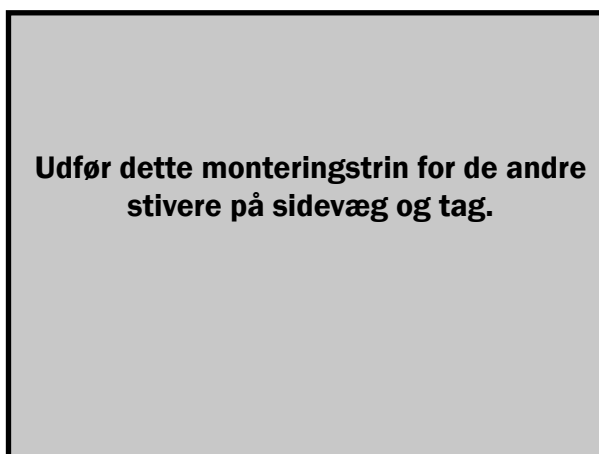 Udfør dette monteringstrin for de andre
stivere på sidevæg og tag.